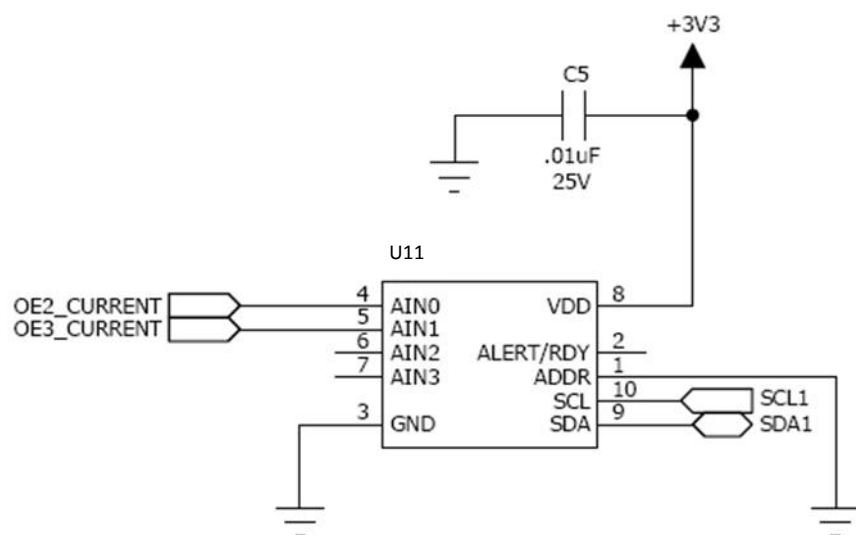 +3V3
C5
.01uF
25V
U11
OE2_CURRENT 4 AIN0 VDD 8
OE3_CURRENT 5 AIN1
6 AIN2 ALERT/RDY 2
7 AIN3 ADDR 1
SCL 10 SCL1
3 GND SDA 9 SDA1